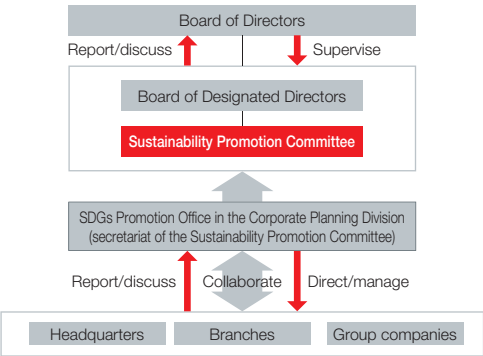 Board of Directors
Report/discuss
Supervise
Board of Designated Directors
Sustainability Promotion Committee
SDGs Promotion Office in the Corporate Planning Division
(secretariat of the Sustainability Promotion Committee)
Report/discuss
Collaborate
Direct/manage
Headquarters
Branches
Group companies